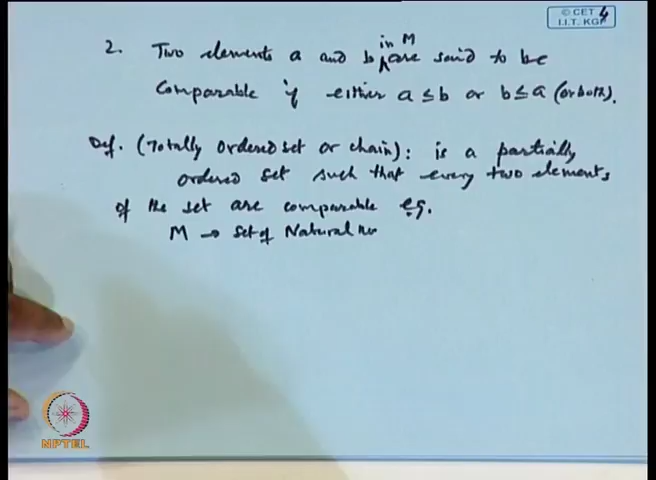 © CET
I.I.T. KGP
4
2. Two elements a and b in M are said to be
Comparable if either a ≤ b or b ≤ a (or both).
Def. (Totally ordered set or chain): is a partially
ordered set such that every two elements
of the set are comparable eg.
M → Set of Natural no
NPTEL